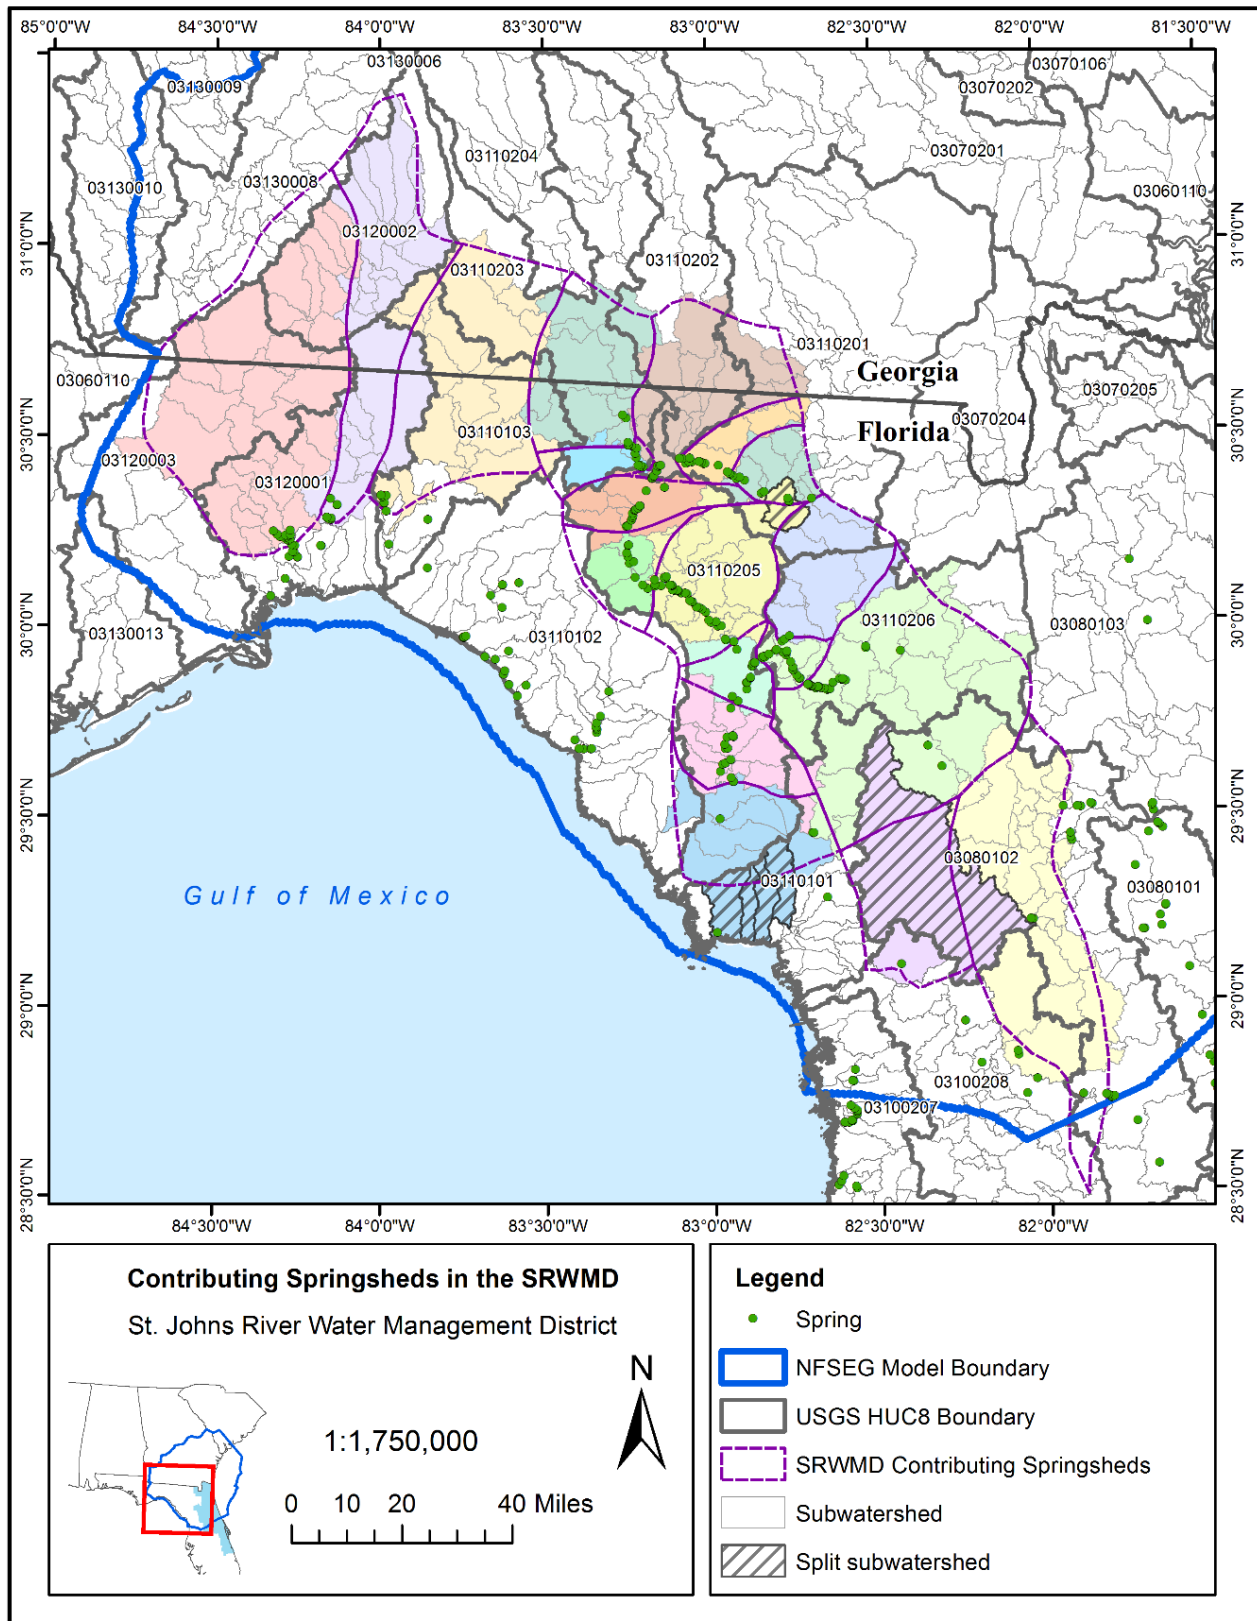 85°0'0"W
84°30'0"W
84°0'0"W
83°30'0"W
83°0'0"W
82°30'0"W
82°0'0"W
81°30'0"W
03130009
03130006
03070106
03070202
03110204
03070201
03130010
03130008
03060110
31°0'0"N
31°0'0"N
03120002
03110203
03110202
03110201
Georgia
03060110
03070205
Florida
03070204
30°30'0"N
30°30'0"N
03110103
03120003
03120001
03110205
30°0'0"N
30°0'0"N
03130013
03110102
03110206
03080103
29°30'0"N
29°30'0"N
03080102
03110101
03080101
Gulf of Mexico
29°0'0"N
29°0'0"N
03100208
03100207
28°30'0"N
28°30'0"N
84°30'0"W
84°0'0"W
83°30'0"W
83°0'0"W
82°30'0"W
82°0'0"W
Contributing Springsheds in the SRWMD
St. Johns River Water Management District
N
1:1,750,000
0 10 20 40 Miles
Legend
Spring
NFSEG Model Boundary
USGS HUC8 Boundary
SRWMD Contributing Springsheds
Subwatershed
Split subwatershed